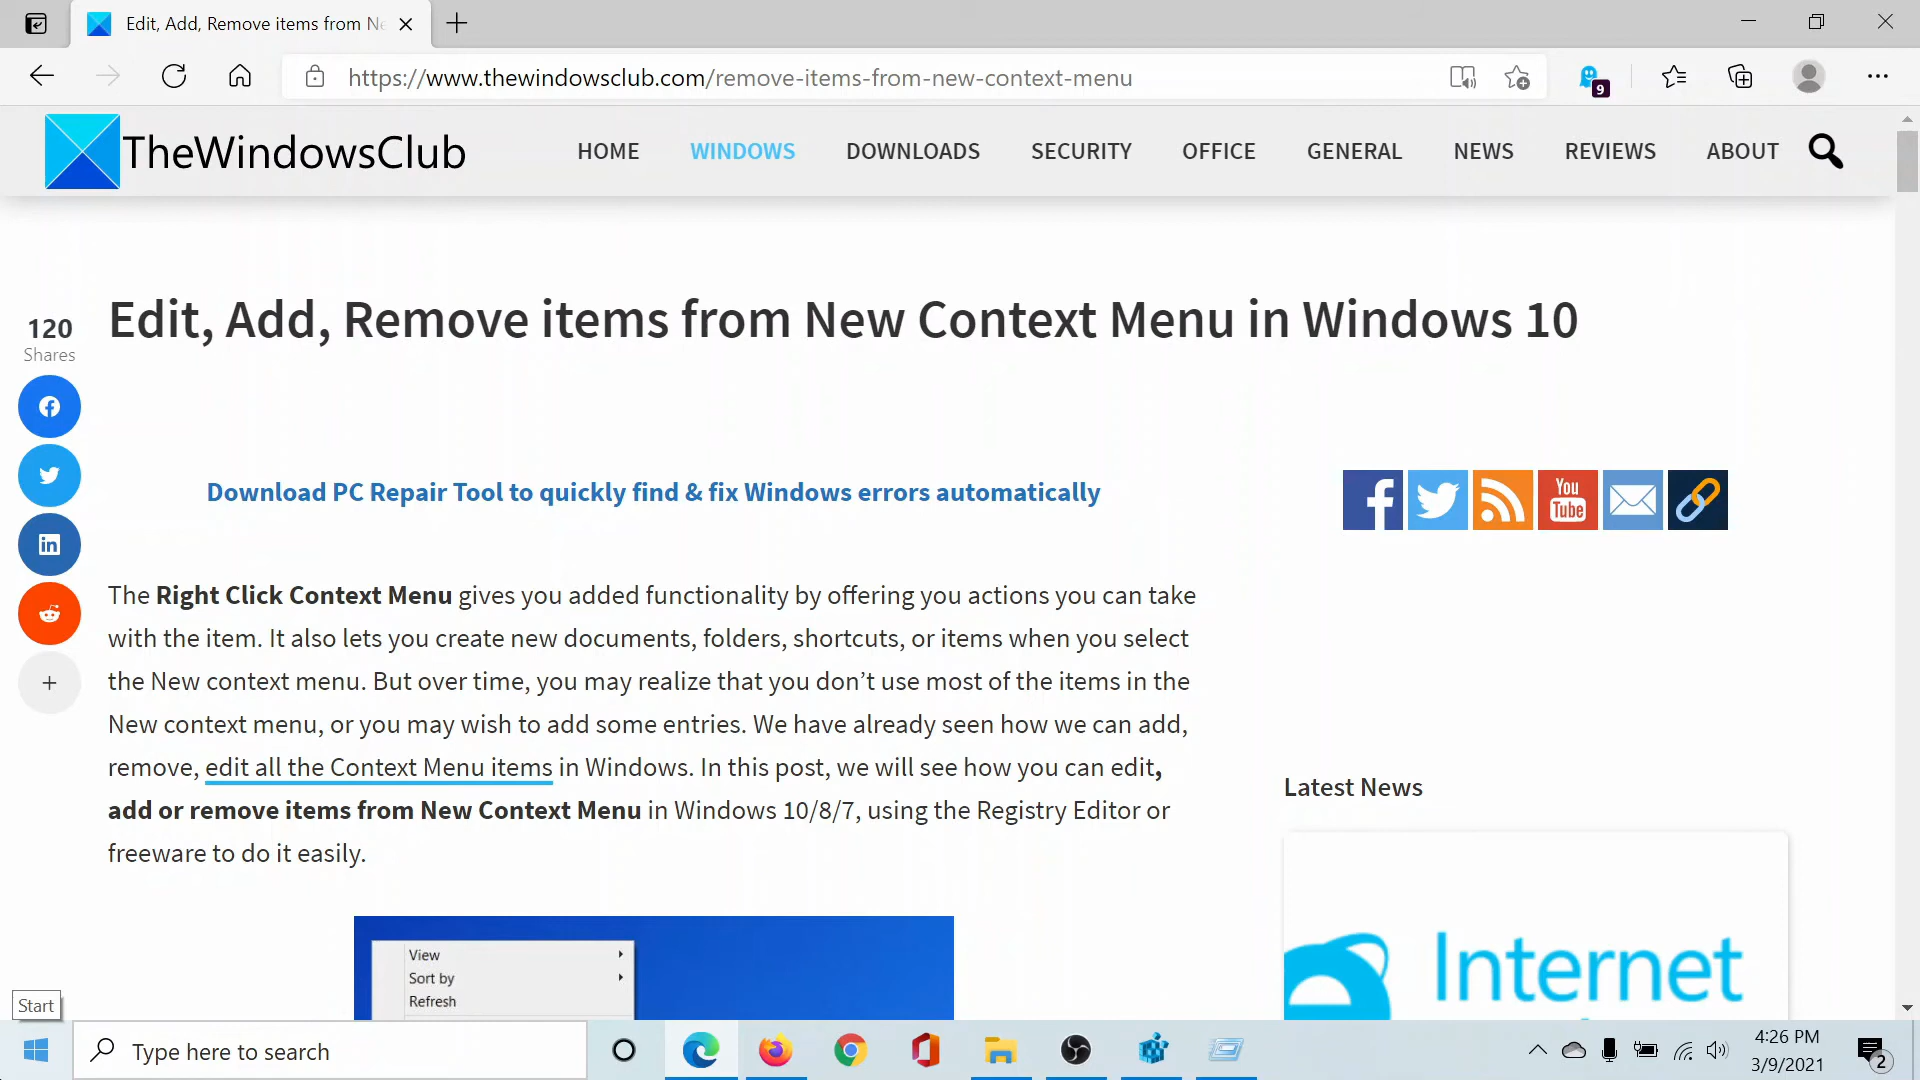 Edit, Add, Remove items from Ne
https://www.thewindowsclub.com/remove-items-from-new-context-menu
9
TheWindowsClub
HOME WINDOWS DOWNLOADS SECURITY OFFICE GENERAL NEWS REVIEWS ABOUT
Edit, Add, Remove items from New Context Menu in Windows 10
120
Shares
Download PC Repair Tool to quickly find & fix Windows errors automatically
You
Tube
in
The Right Click Context Menu gives you added functionality by offering you actions you can take
with the item. It also lets you create new documents, folders, shortcuts, or items when you select
the New context menu. But over time, you may realize that you don’t use most of the items in the
New context menu, or you may wish to add some entries. We have already seen how we can add,
remove, edit all the Context Menu items in Windows. In this post, we will see how you can edit,
add or remove items from New Context Menu in Windows 10/8/7, using the Registry Editor or
freeware to do it easily.
Latest News
View
Sort by
Refresh
Internet
Start
Type here to search
4:26 PM
3/9/2021
2